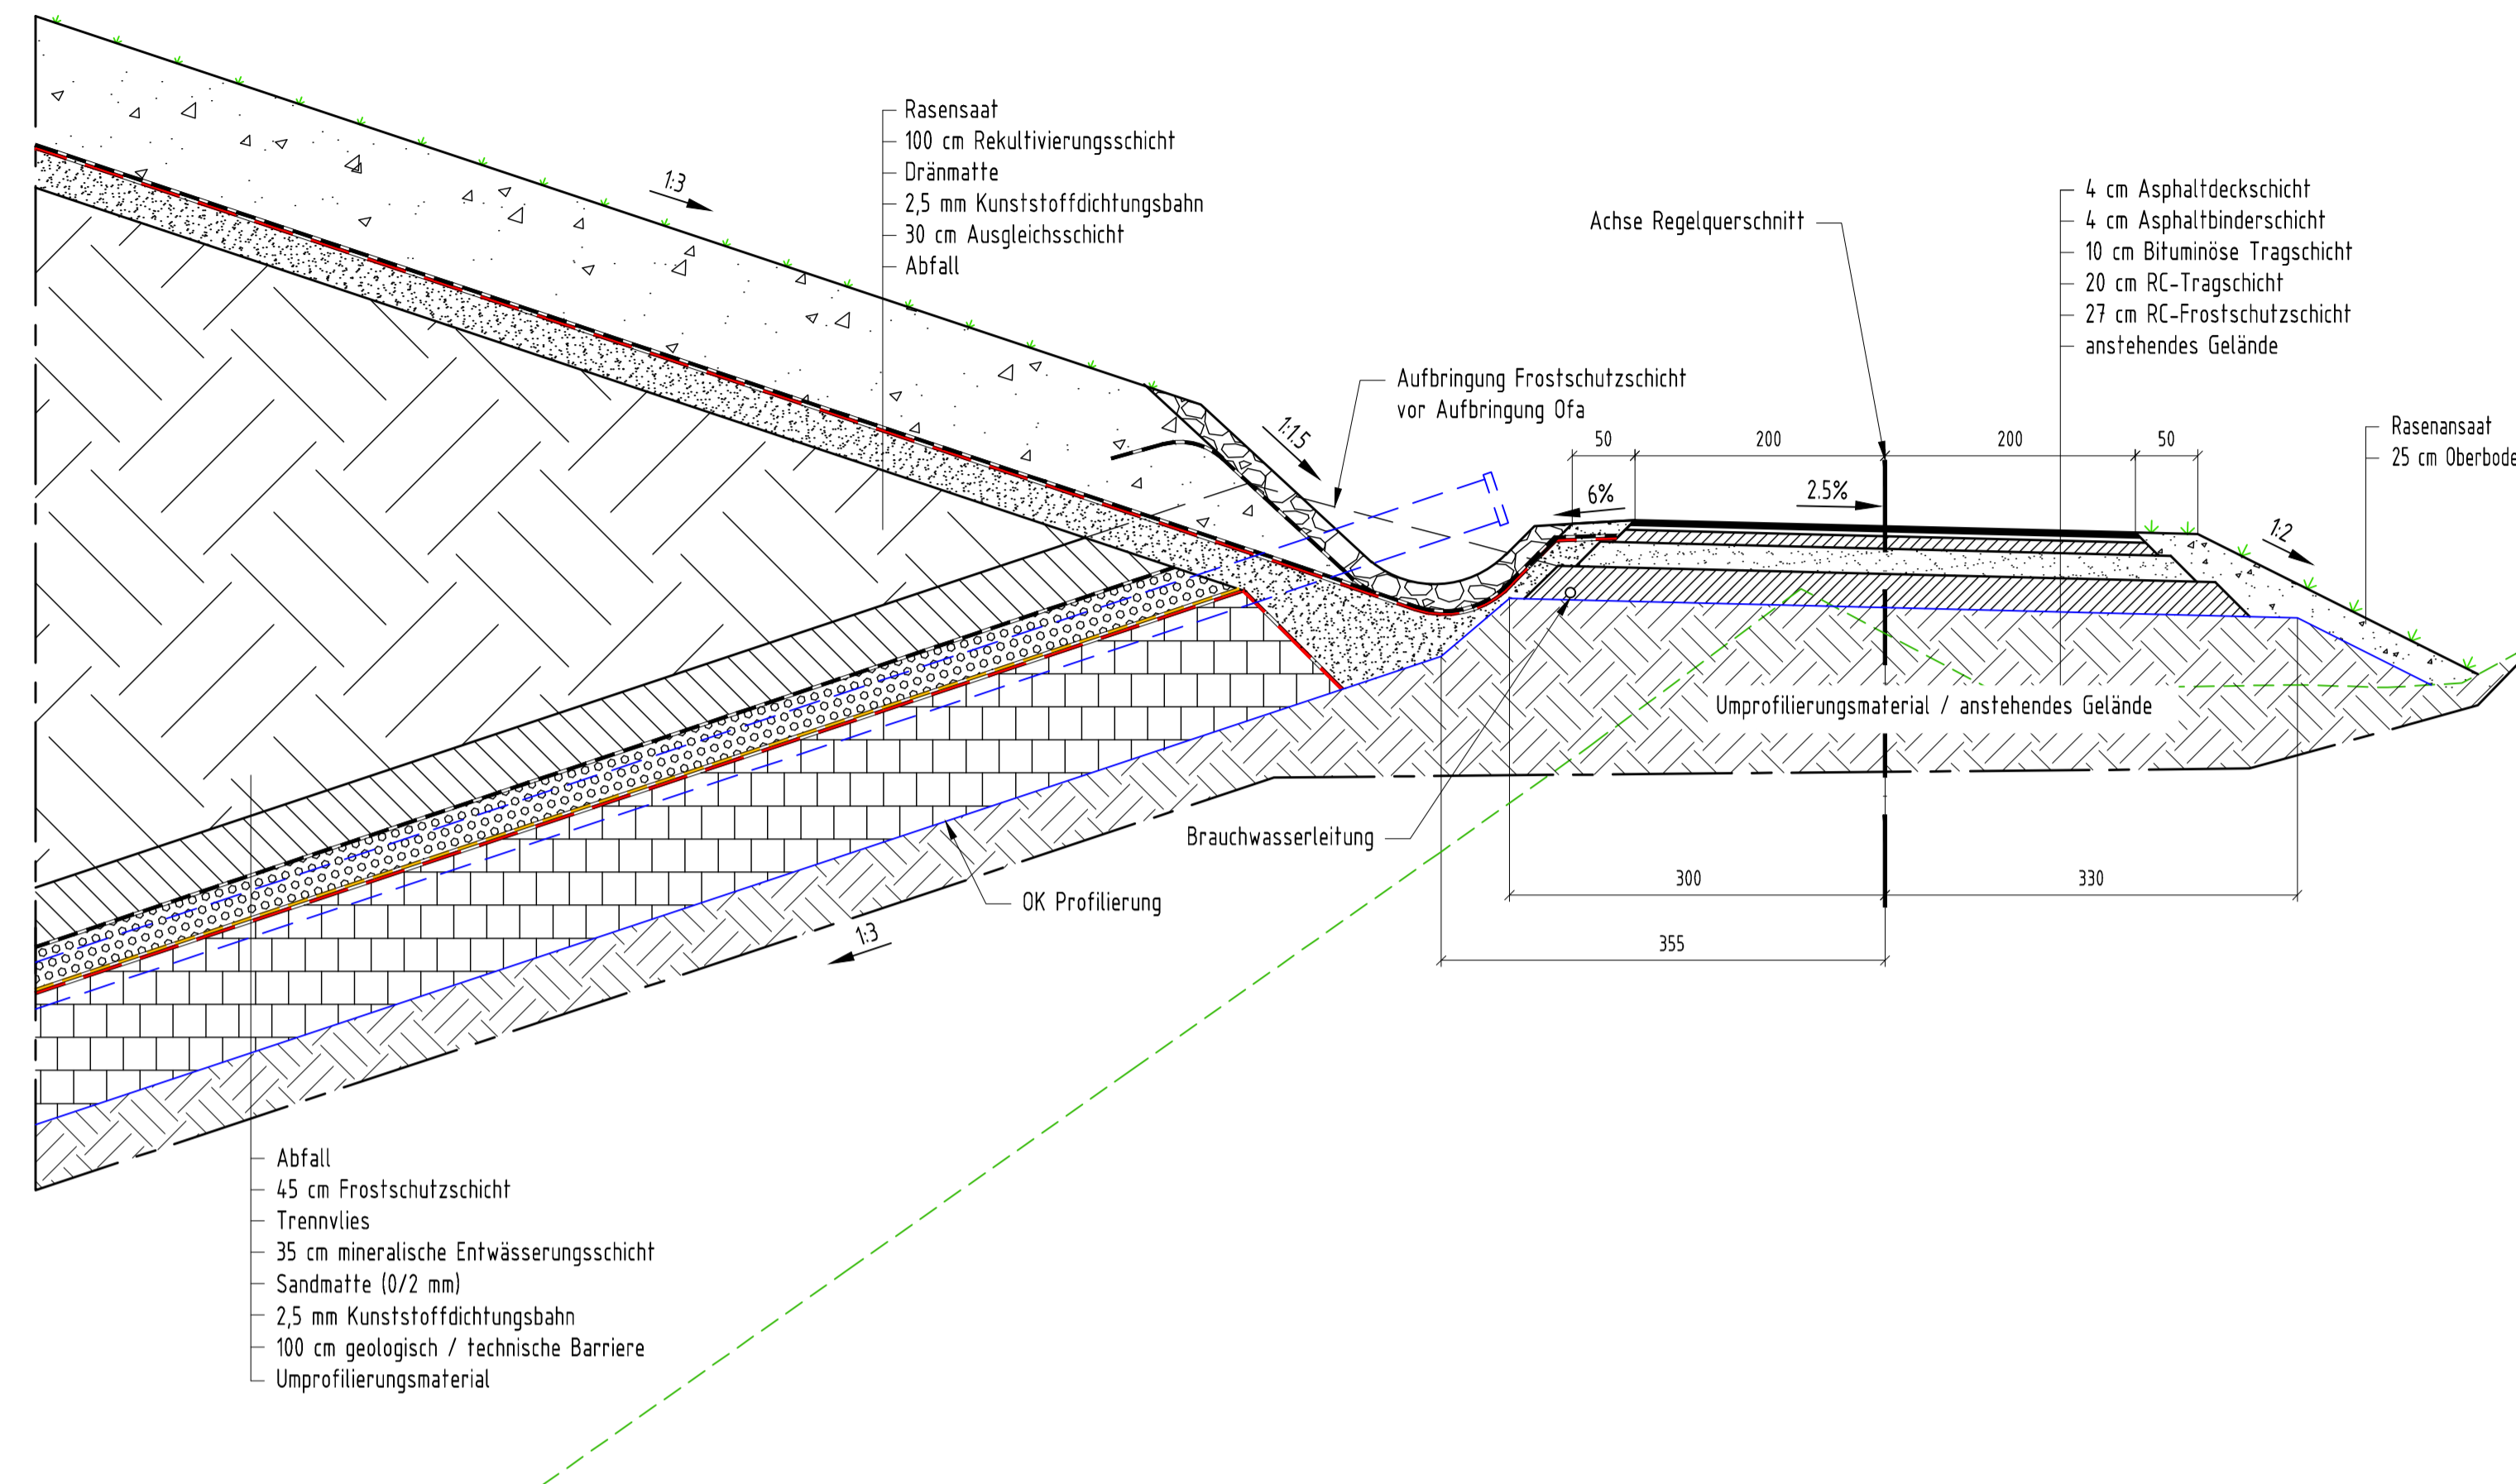 Rasensaat
100 cm Rekultivierungsschicht
Dränmatte
2,5 mm Kunststoffdichtungsbahn
30 cm Ausgleichsschicht
Abfall
1:3
Achse Regelquerschnitt
4 cm Asphaltdeckschicht
4 cm Asphaltbinderschicht
10 cm Bituminöse Tragschicht
20 cm RC-Tragschicht
27 cm RC-Frostschutzschicht
anstehendes Gelände
Aufbringung Frostschutzschicht
vor Aufbringung Ofa
1:1.5
50
200
200
50
Rasenansaat
25 cm Oberbode
6%
2.5%
1:2
Umprofilierungsmaterial / anstehendes Gelände
Brauchwasserleitung
OK Profilierung
1:3
300
330
355
Abfall
45 cm Frostschutzschicht
Trennvlies
35 cm mineralische Entwässerungsschicht
Sandmatte (0/2 mm)
2,5 mm Kunststoffdichtungsbahn
100 cm geologisch / technische Barriere
Umprofilierungsmaterial